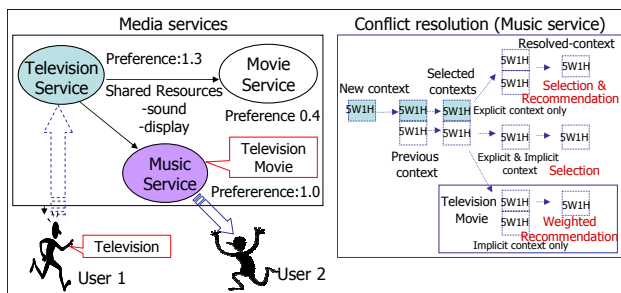 Media services
Television
Service
Preference:1.3
Movie
Service
Shared Resources
-sound
-display
Preference 0.4
Music
Service
Television
Movie
Prefererence:1.0
Television
User 1
User 2
Conflict resolution (Music service)
Resolved-context
5W1H
5W1H
5W1H
Selected
contexts
Selection &
Recommendation
New context
5W1H
5W1H
5W1H
Explicit context only
5W1H
5W1H
5W1H
5W1H
Previous
context
Explicit & Implicit
context
Selection
Television
Movie
5W1H
5W1H
5W1H
Weighted
Recommendation
Implicit context only